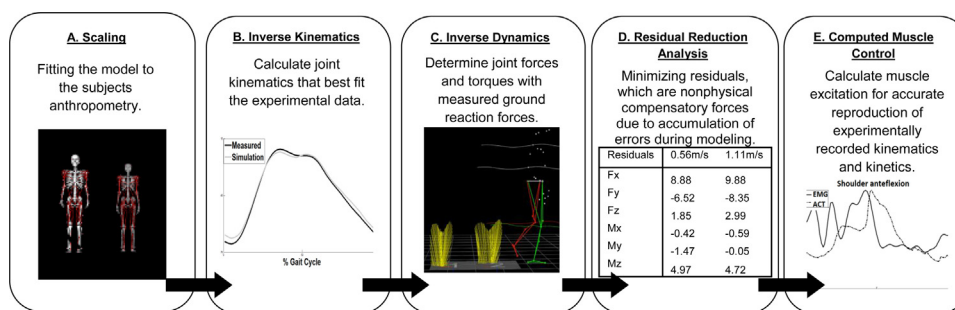 A. Scaling
Fitting the model to
the subjects
anthropometry.
B. Inverse Kinematics
Calculate joint
kinematics that best fit
the experimental data.
Measured
Simulation
% Gait Cycle
C. Inverse Dynamics
Determine joint forces
and torques with
measured ground
reaction forces.
D. Residual Reduction
Analysis
Minimizing residuals,
which are nonphysical
compensatory forces
due to accumulation of
errors during modeling.
Residuals 0.56m/s 1.11m/s
Fx 8.88 9.88
Fy -6.52 -8.35
Fz 1.85 2.99
Mx -0.42 -0.59
My -1.47 -0.05
Mz 4.97 4.72
E. Computed Muscle
Control
Calculate muscle
excitation for accurate
reproduction of
experimentally
recorded kinematics
and kinetics.
Shoulder anteflexion
EMG
ACT